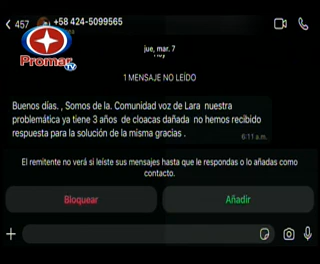 457
+58 424-5099565
Promar
TV
jue, mar. 7
1 MENSAJE NO LEÍDO
Buenos días. , Somos de la. Comunidad voz de Lara nuestra
problemática ya tiene 3 años de cloacas dañada no hemos recibido
respuesta para la solución de la misma gracias .
6:11 a.m.
El remitente no verá si leíste sus mensajes hasta que le respondas o lo añadas como
contacto.
Bloquear
Añadir